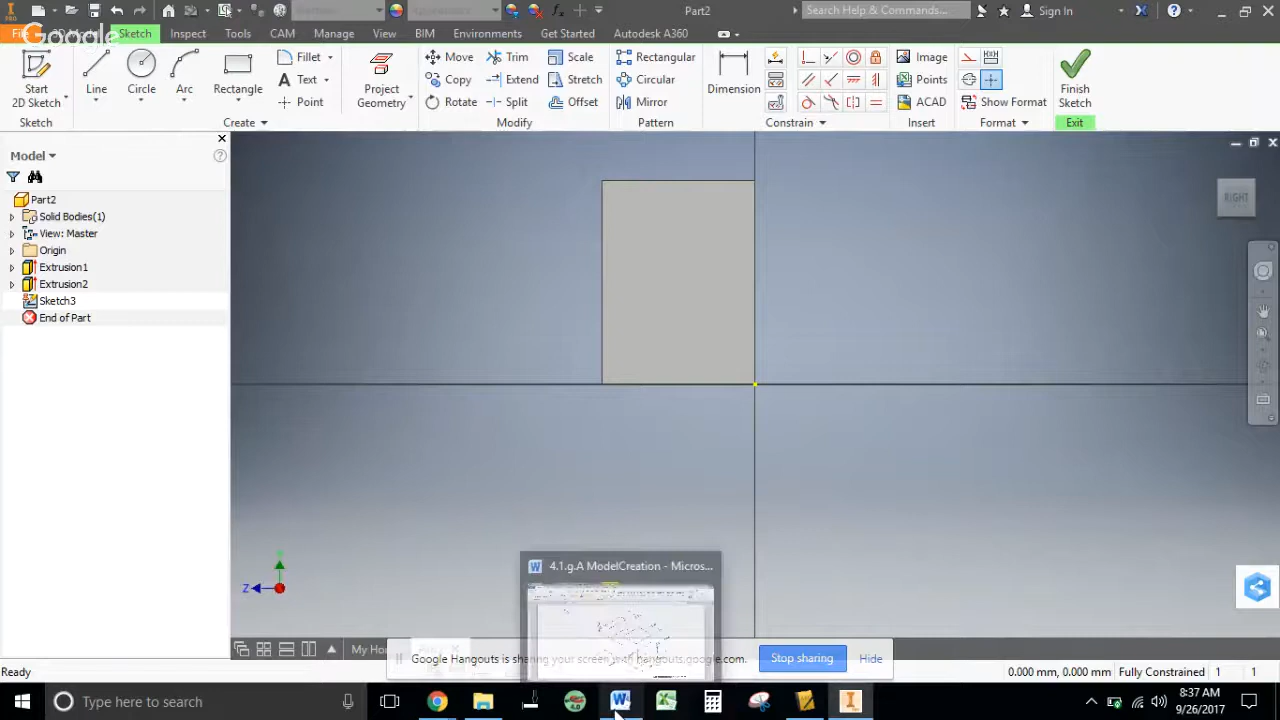 Part2
Search Help & Commands...
Sign In
File
Google
Sketch
Inspect
Tools
CAM
Manage
View
BIM
Environments
Get Started
Autodesk A360
Start
2D Sketch
Line
Circle
Arc
Rectangle
Fillet
Text
Point
Project
Geometry
Move
Copy
Rotate
Trim
Extend
Split
Scale
Stretch
Offset
Rectangular
Circular
Mirror
Dimension
Image
Points
ACAD
Show Format
Finish
Sketch
Sketch
Create
Modify
Pattern
Constrain
Insert
Format
Exit
Model
Part2
Solid Bodies(1)
View: Master
Origin
Extrusion1
Extrusion2
Sketch3
End of Part
RIGHT
Z
4.1.g.A ModelCreation - Micros...
My Ho
Google Hangouts is sharing your screen with hangouts.google.com.
Stop sharing
Hide
Ready
0.000 mm, 0.000 mm
Fully Constrained
1
1
Type here to search
8:37 AM
9/26/2017